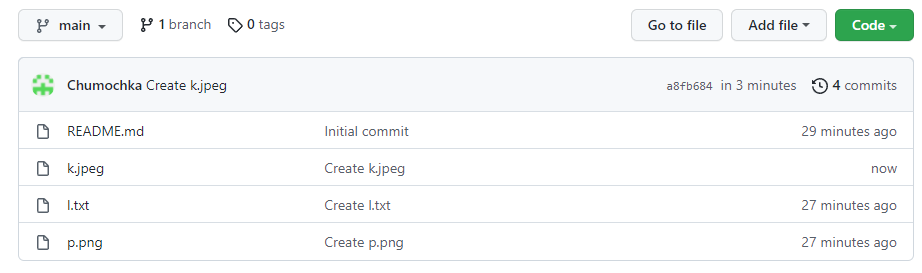 main 1 branch 0 tags Go to file Add file Code
Chumochka Create k.jpeg a8fb684 in 3 minutes 4 commits
README.md Initial commit 29 minutes ago
k.jpeg Create k.jpeg now
l.txt Create l.txt 27 minutes ago
p.png Create p.png 27 minutes ago